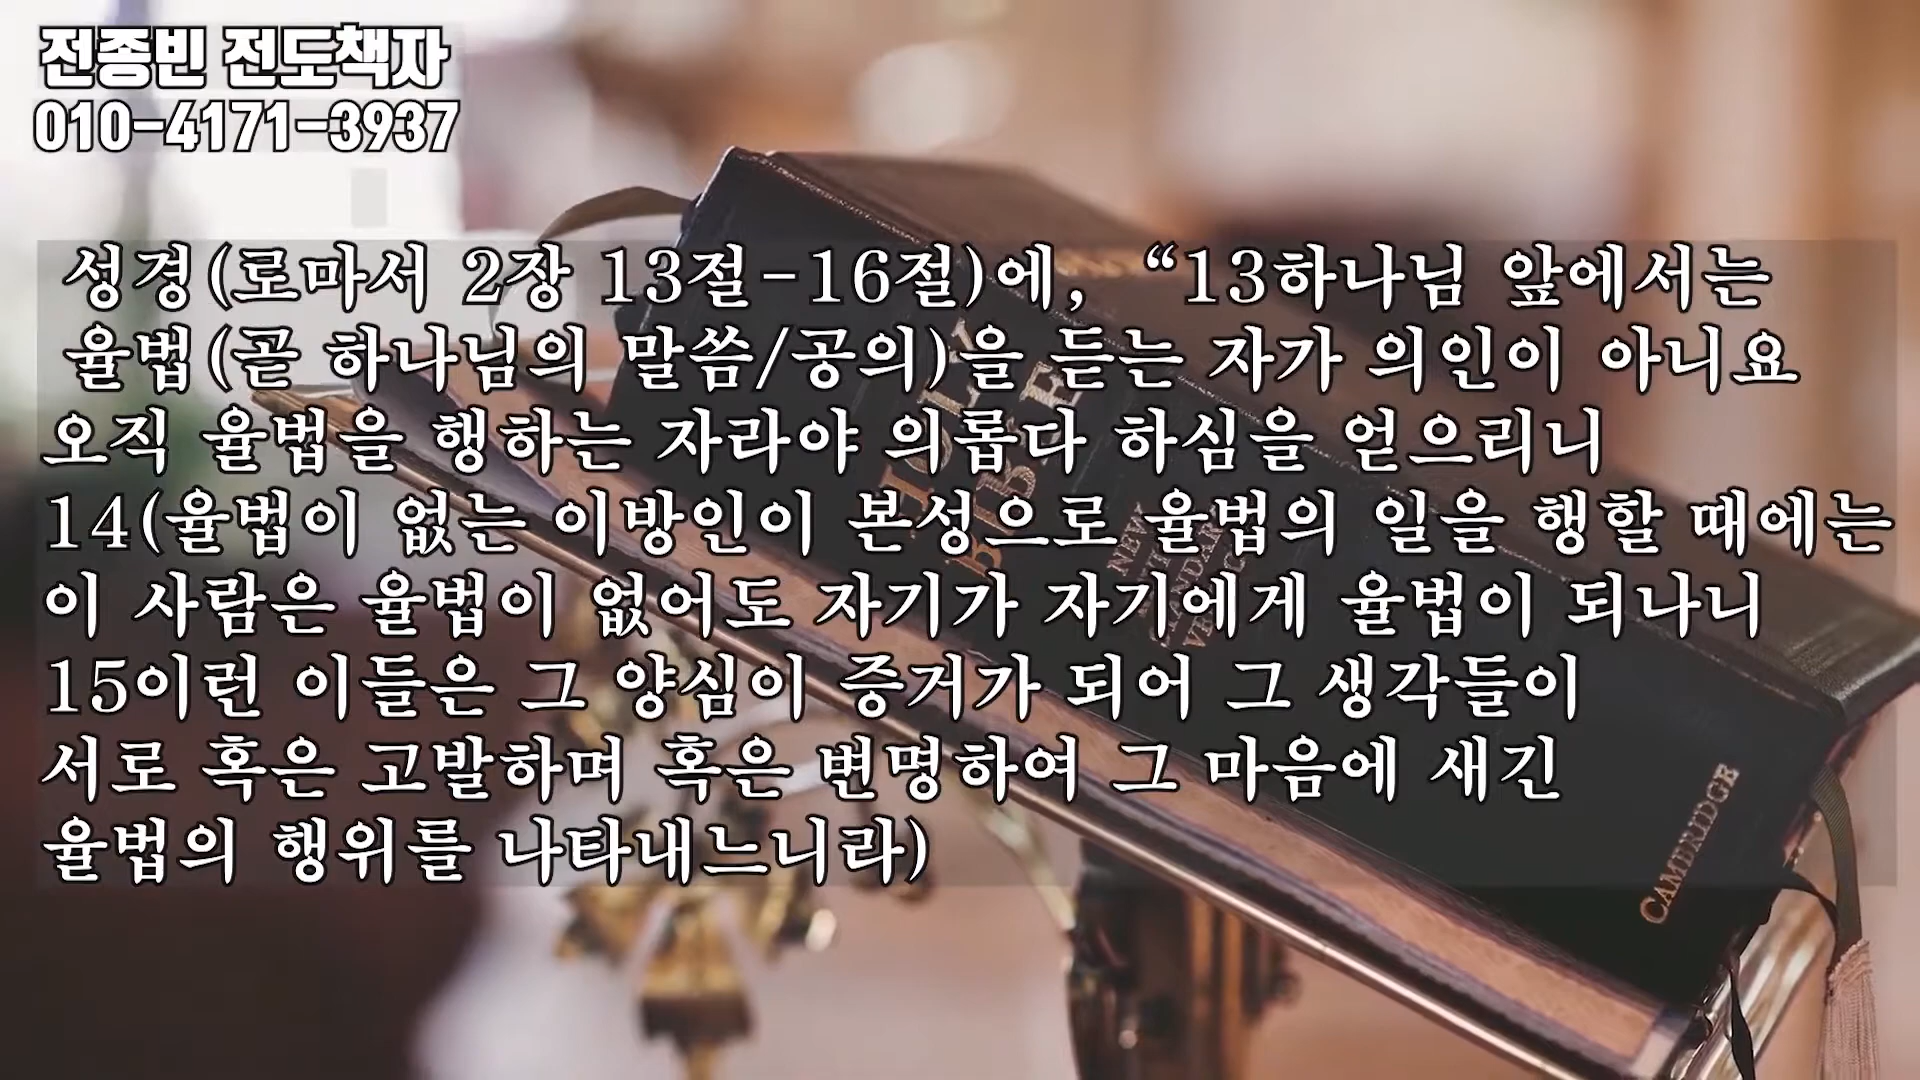 전종빈 전도책자
010-4171-3937
성경(로마서 2장 13절-16절)에, “13하나님 앞에서는
율법(곧 하나님의 말씀/공의)을 듣는 자가 의인이 아니요
오직 율법을 행하는 자라야 의롭다 하심을 얻으리니
14(율법이 없는 이방인이 본성으로 율법의 일을 행할 때에는
이 사람은 율법이 없어도 자기가 자기에게 율법이 되나니
15이런 이들은 그 양심이 증거가 되어 그 생각들이
서로 혹은 고발하며 혹은 변명하여 그 마음에 새긴
율법의 행위를 나타내느니라)
BIBLE
NEW
CAMBRIDGE